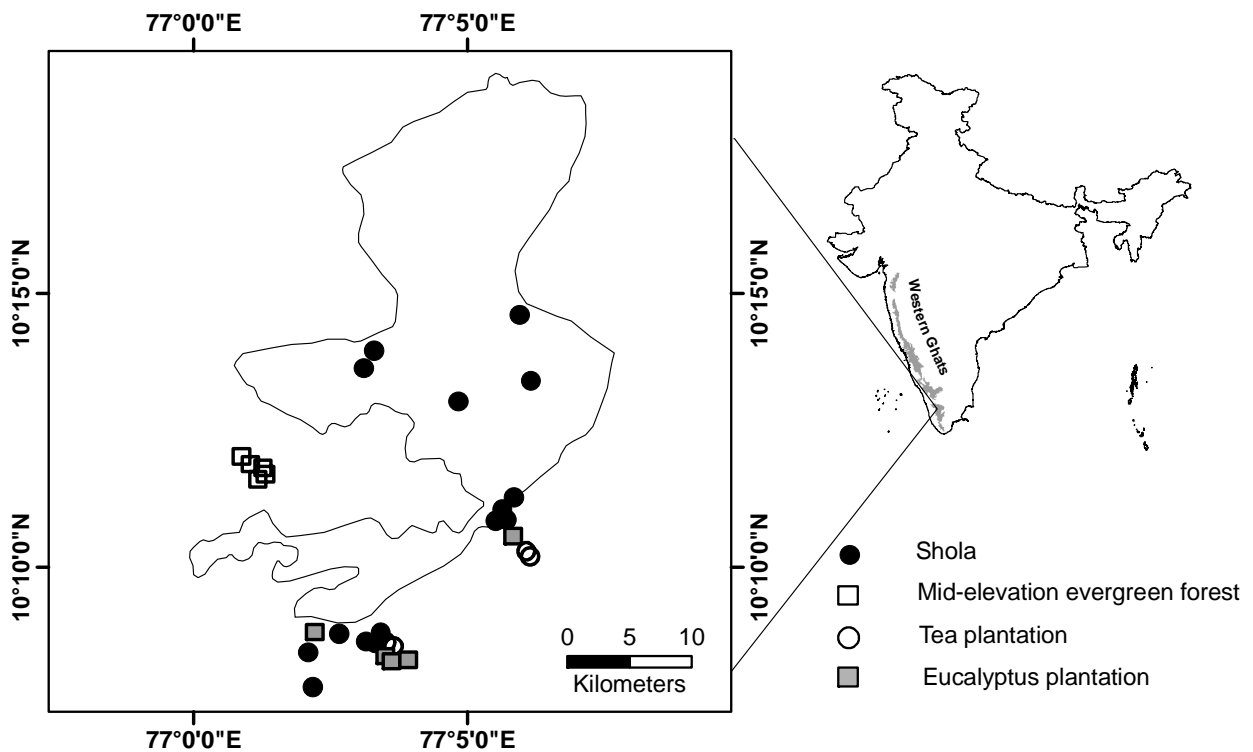 77°0'0"E 77°5'0"E
10°15'0"N 10°15'0"N
Western Ghats
10°10'0"N 10°10'0"N
Shola
Mid-elevation evergreen forest
Tea plantation
Eucalyptus plantation
0 5 10
Kilometers
77°0'0"E 77°5'0"E